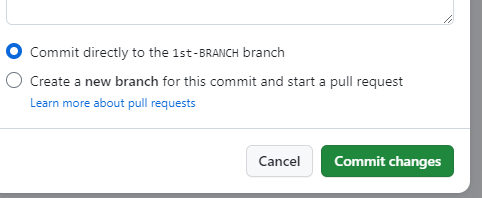 Commit directly to the 1st-BRANCH branch
Create a new branch for this commit and start a pull request
Learn more about pull requests
Cancel
Commit changes